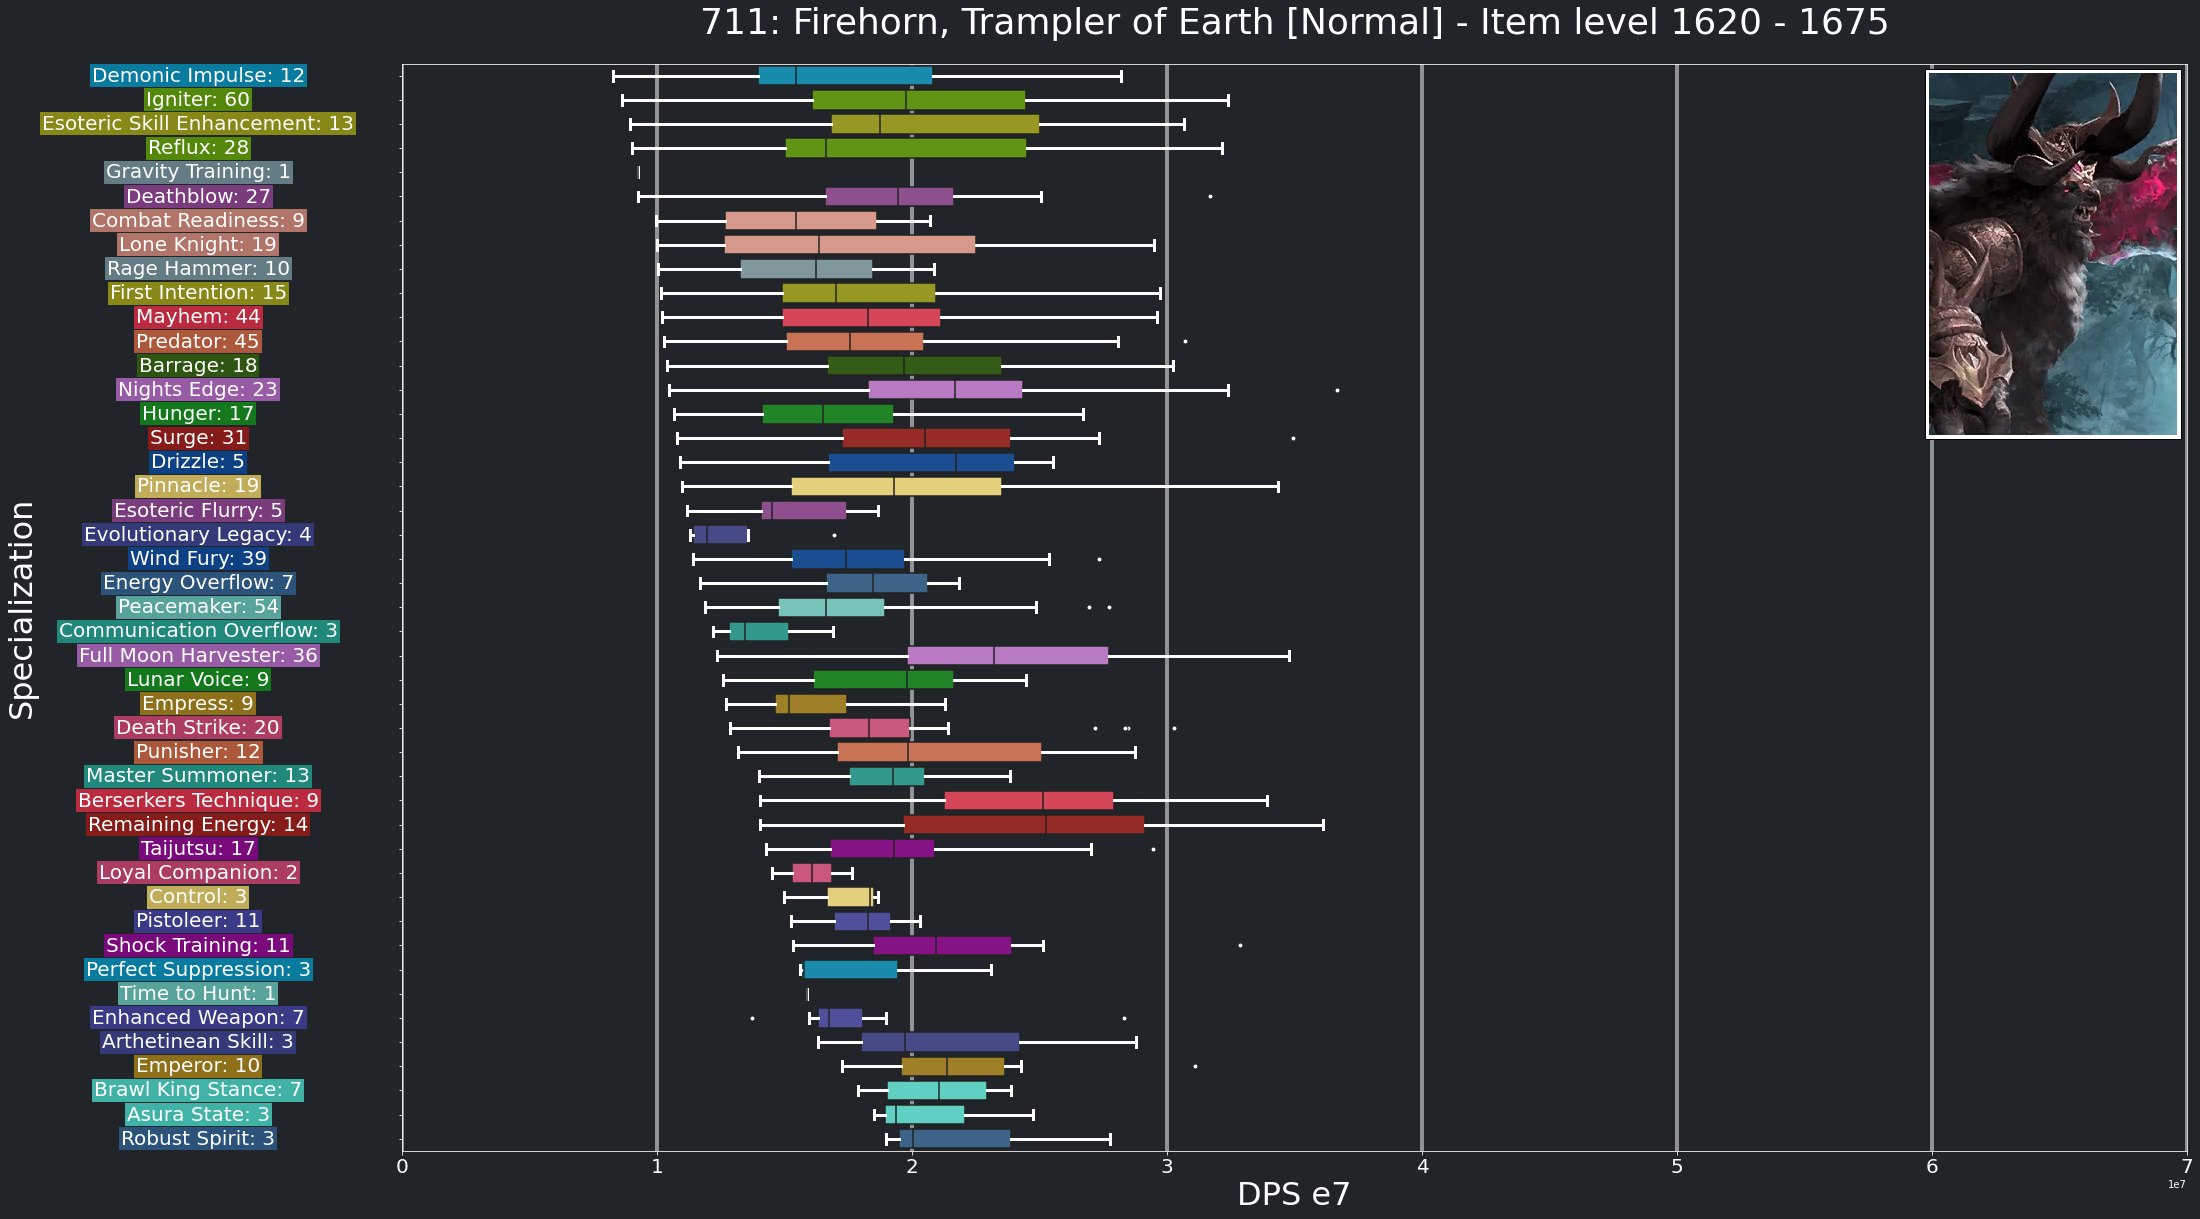 711: Firehorn, Trampler of Earth [Normal] - Item level 1620 - 1675
Specialization
Demonic Impulse: 12
Igniter: 60
Esoteric Skill Enhancement: 13
Reflux: 28
Gravity Training: 1
Deathblow: 27
Combat Readiness: 9
Lone Knight: 19
Rage Hammer: 10
First Intention: 15
Mayhem: 44
Predator: 45
Barrage: 18
Nights Edge: 23
Hunger: 17
Surge: 31
Drizzle: 5
Pinnacle: 19
Esoteric Flurry: 5
Evolutionary Legacy: 4
Wind Fury: 39
Energy Overflow: 7
Peacemaker: 54
Communication Overflow: 3
Full Moon Harvester: 36
Lunar Voice: 9
Empress: 9
Death Strike: 20
Punisher: 12
Master Summoner: 13
Berserkers Technique: 9
Remaining Energy: 14
Taijutsu: 17
Loyal Companion: 2
Control: 3
Pistoleer: 11
Shock Training: 11
Perfect Suppression: 3
Time to Hunt: 1
Enhanced Weapon: 7
Arthetinean Skill: 3
Emperor: 10
Brawl King Stance: 7
Asura State: 3
Robust Spirit: 3
0 1 2 3 4 5 6 7
1e7
DPS e7